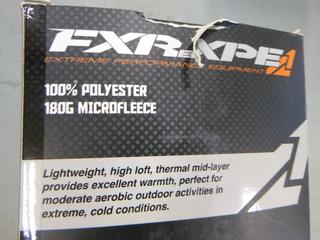 FXR EXPE
EXTREME PERFORMANCE EQUIPMENT
100% POLYESTER
180G MICROFLEECE
Lightweight, high loft, thermal mid-layer
provides excellent warmth, perfect for
moderate aerobic outdoor activities in
extreme, cold conditions.